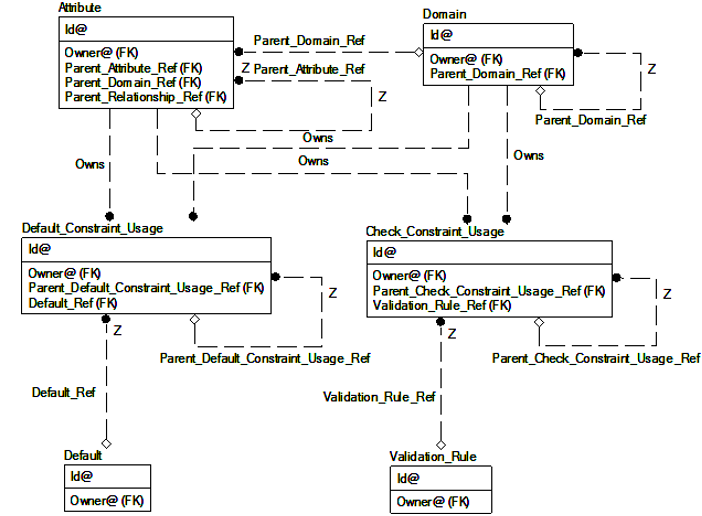 Attribute
Id@
Owner@ (FK)
Parent_Attribute_Ref (FK)
Parent_Domain_Ref (FK)
Parent_Relationship_Ref (FK)
Parent_Domain_Ref
Z
Parent_Attribute_Ref
Z
Domain
Id@
Owner@ (FK)
Parent_Domain_Ref (FK)
Z
Parent_Domain_Ref
Owns
Owns
Owns
Owns
Default_Constraint_Usage
Id@
Owner@ (FK)
Parent_Default_Constraint_Usage_Ref (FK)
Default_Ref (FK)
Z
Z
Parent_Default_Constraint_Usage_Ref
Check_Constraint_Usage
Id@
Owner@ (FK)
Parent_Check_Constraint_Usage_Ref (FK)
Validation_Rule_Ref (FK)
Z
Z
Parent_Check_Constraint_Usage_Ref
Default_Ref
Validation_Rule_Ref
Default
Id@
Owner@ (FK)
Validation_Rule
Id@
Owner@ (FK)